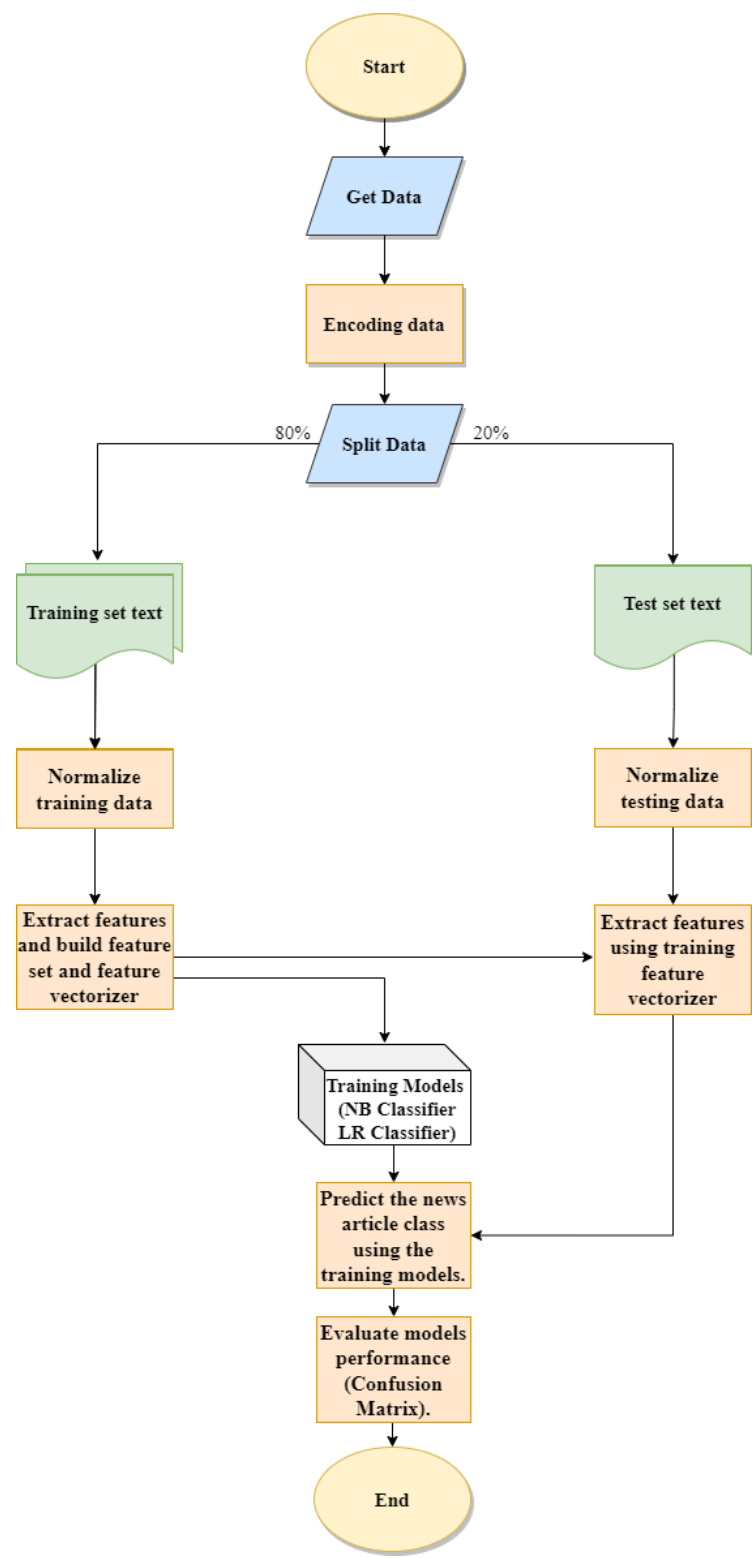 Start
Get Data
Encoding data
80%
Split Data
20%
Training set text
Test set text
Normalize
training data
Normalize
testing data
Extract features
and build feature
set and feature
vectorizer
Extract features
using training
feature
vectorizer
Training Models
(NB Classifier
LR Classifier)
Predict the news
article class
using the
training models.
Evaluate models
performance
(Confusion
Matrix).
End